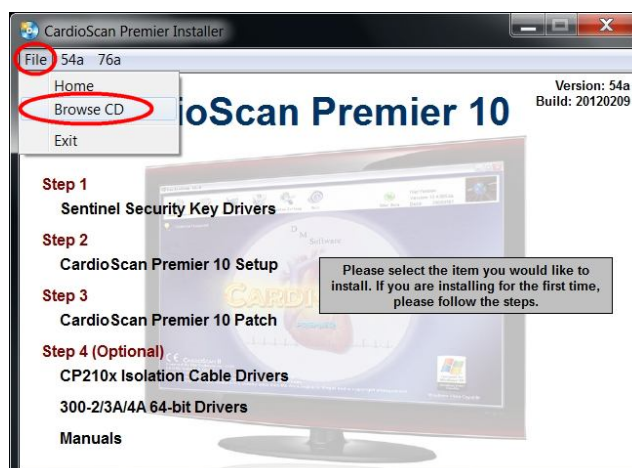 CardioScan Premier Installer
File 54a 76a
Home
Browse CD
Exit
Version: 54a
Build: 20120209
ioScan Premier 10
Step 1
Sentinel Security Key Drivers
Step 2
CardioScan Premier 10 Setup
Please select the item you would like to
install. If you are installing for the first time,
please follow the steps.
Step 3
CardioScan Premier 10 Patch
Step 4 (Optional)
CP210x Isolation Cable Drivers
300-2/3A/4A 64-bit Drivers
Manuals
DM Software